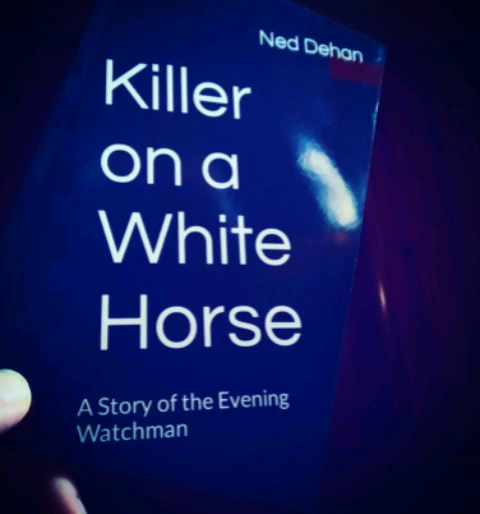 Ned Dehan
Killer
on a
White
Horse
A Story of the Evening
Watchman